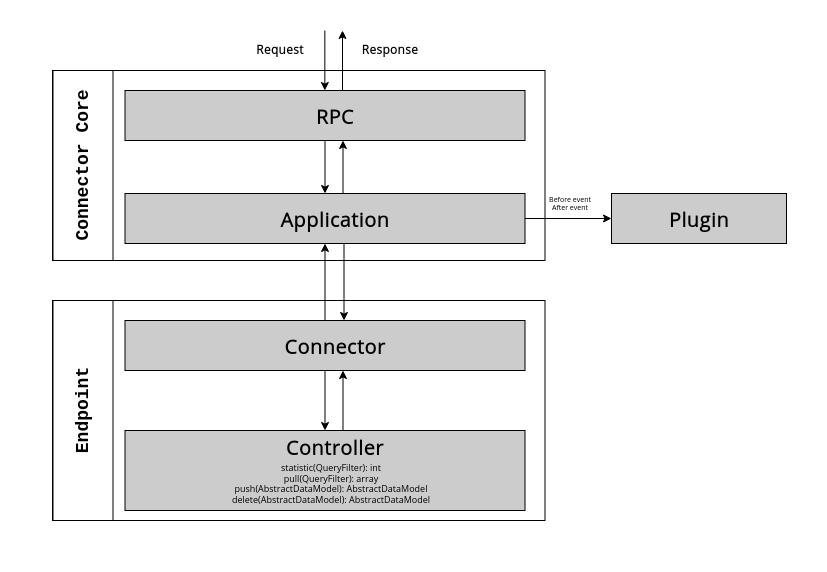 Request
Response
Connector Core
RPC
Application
Before event
After event
Plugin
Endpoint
Connector
Controller
statistic(QueryFilter): int
pull(QueryFilter): array
push(AbstractDataModel): AbstractDataModel
delete(AbstractDataModel): AbstractDataModel